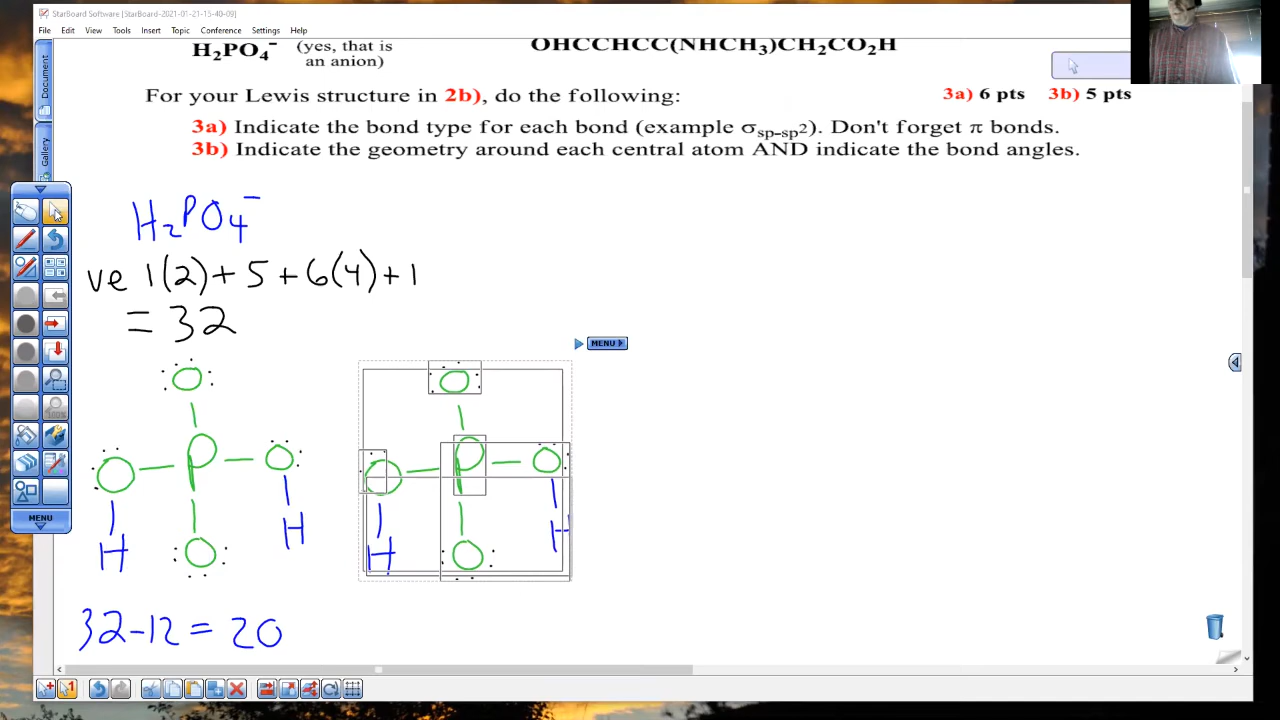 StarBoard Software [StarBoard-2021-01-21-15-40-09]
File Edit View Tools Insert Topic Conference Settings Help
H₂PO₄⁻ (yes, that is an anion) OHCCHCC(NHCH₃)CH₂CO₂H
For your Lewis structure in 2b), do the following: 3a) 6 pts 3b) 5 pts
3a) Indicate the bond type for each bond (example σsp-sp²). Don't forget π bonds.
3b) Indicate the geometry around each central atom AND indicate the bond angles.
Document
Gallery
H₂PO₄⁻
ve 1(2)+5+6(4)+1
= 32
MENU
O O
P P
O O O O
H H H H
O O
MENU
32-12=20